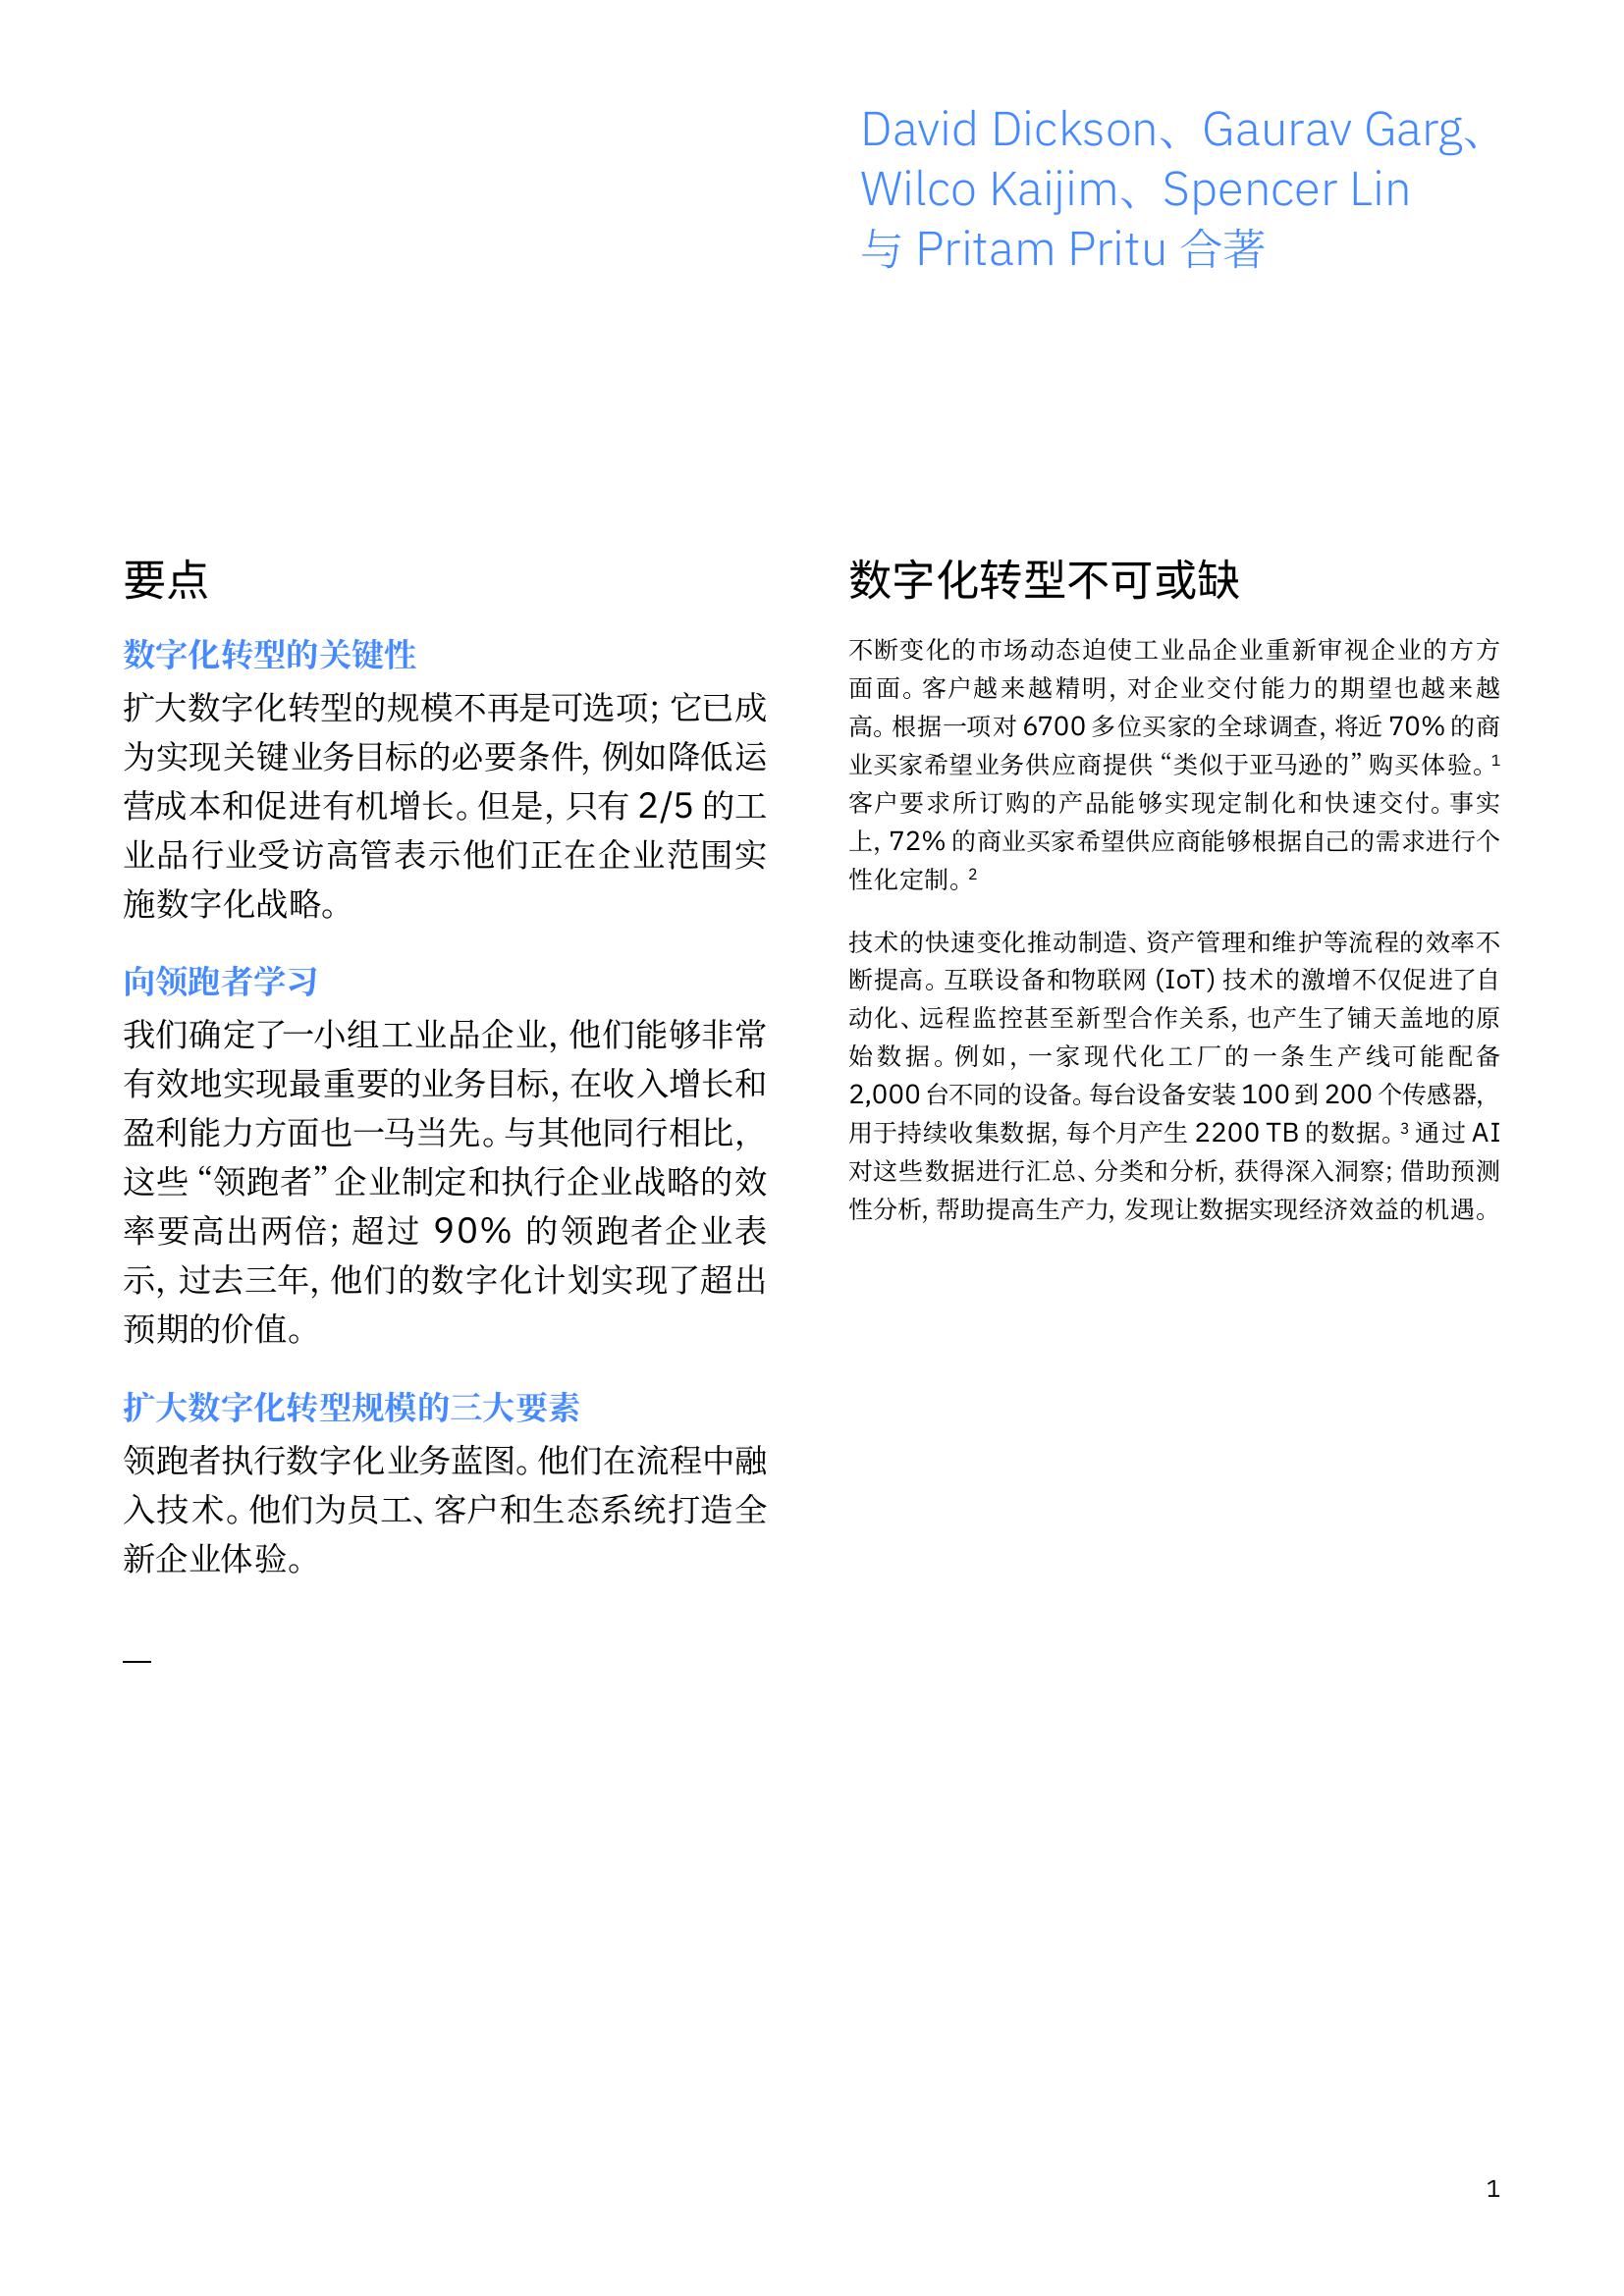 David Dickson、Gaurav Garg、
Wilco Kaijim、Spencer Lin
与 Pritam Pritu 合著
要点
数字化转型的关键性
扩大数字化转型的规模不再是可选项；它已成
为实现关键业务目标的必要条件，例如降低运
营成本和促进有机增长。但是，只有 2/5 的工
业品行业受访高管表示他们正在企业范围实
施数字化战略。
向领跑者学习
我们确定了一小组工业品企业，他们能够非常
有效地实现最重要的业务目标，在收入增长和
盈利能力方面也一马当先。与其他同行相比，
这些 “领跑者” 企业制定和执行企业战略的效
率要高出两倍；超过 90% 的领跑者企业表
示，过去三年，他们的数字化计划实现了超出
预期的价值。
扩大数字化转型规模的三大要素
领跑者执行数字化业务蓝图。他们在流程中融
入技术。他们为员工、客户和生态系统打造全
新企业体验。
—
数字化转型不可或缺
不断变化的市场动态迫使工业品企业重新审视企业的方方
面面。客户越来越精明，对企业交付能力的期望也越来越
高。根据一项对 6700 多位买家的全球调查，将近 70% 的商
业买家希望业务供应商提供 “类似于亚马逊的” 购买体验。¹
客户要求所订购的产品能够实现定制化和快速交付。事实
上，72% 的商业买家希望供应商能够根据自己的需求进行个
性化定制。²
技术的快速变化推动制造、资产管理和维护等流程的效率不
断提高。互联设备和物联网 (IoT) 技术的激增不仅促进了自
动化、远程监控甚至新型合作关系，也产生了铺天盖地的原
始数据。例如，一家现代化工厂的一条生产线可能配备
2,000 台不同的设备。每台设备安装 100 到 200 个传感器，
用于持续收集数据，每个月产生 2200 TB 的数据。³ 通过 AI
对这些数据进行汇总、分类和分析，获得深入洞察；借助预测
性分析，帮助提高生产力，发现让数据实现经济效益的机遇。
1